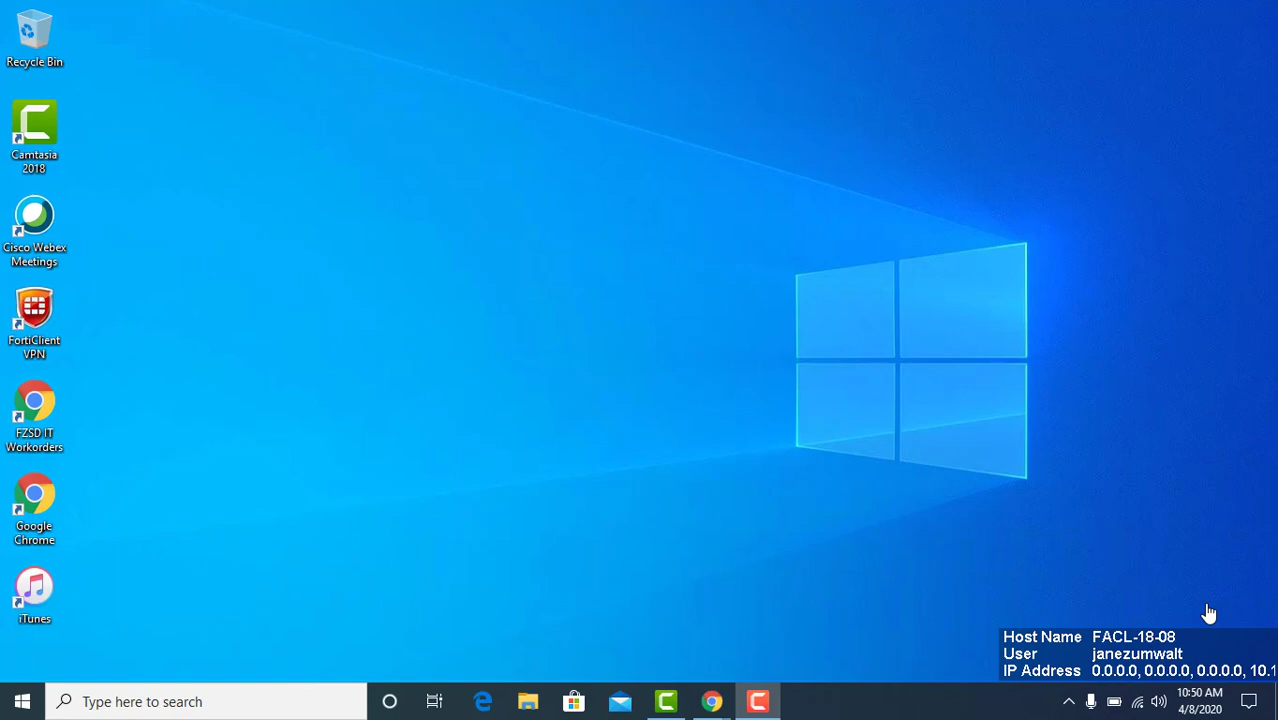 Recycle Bin
Camtasia
2018
Cisco Webex
Meetings
FortiClient
VPN
FZSD IT
Workorders
Google
Chrome
iTunes
Host Name FACL-18-08
User janezumwalt
IP Address 0.0.0.0, 0.0.0.0, 0.0.0.0, 10.1
Type here to search
10:50 AM
4/8/2020